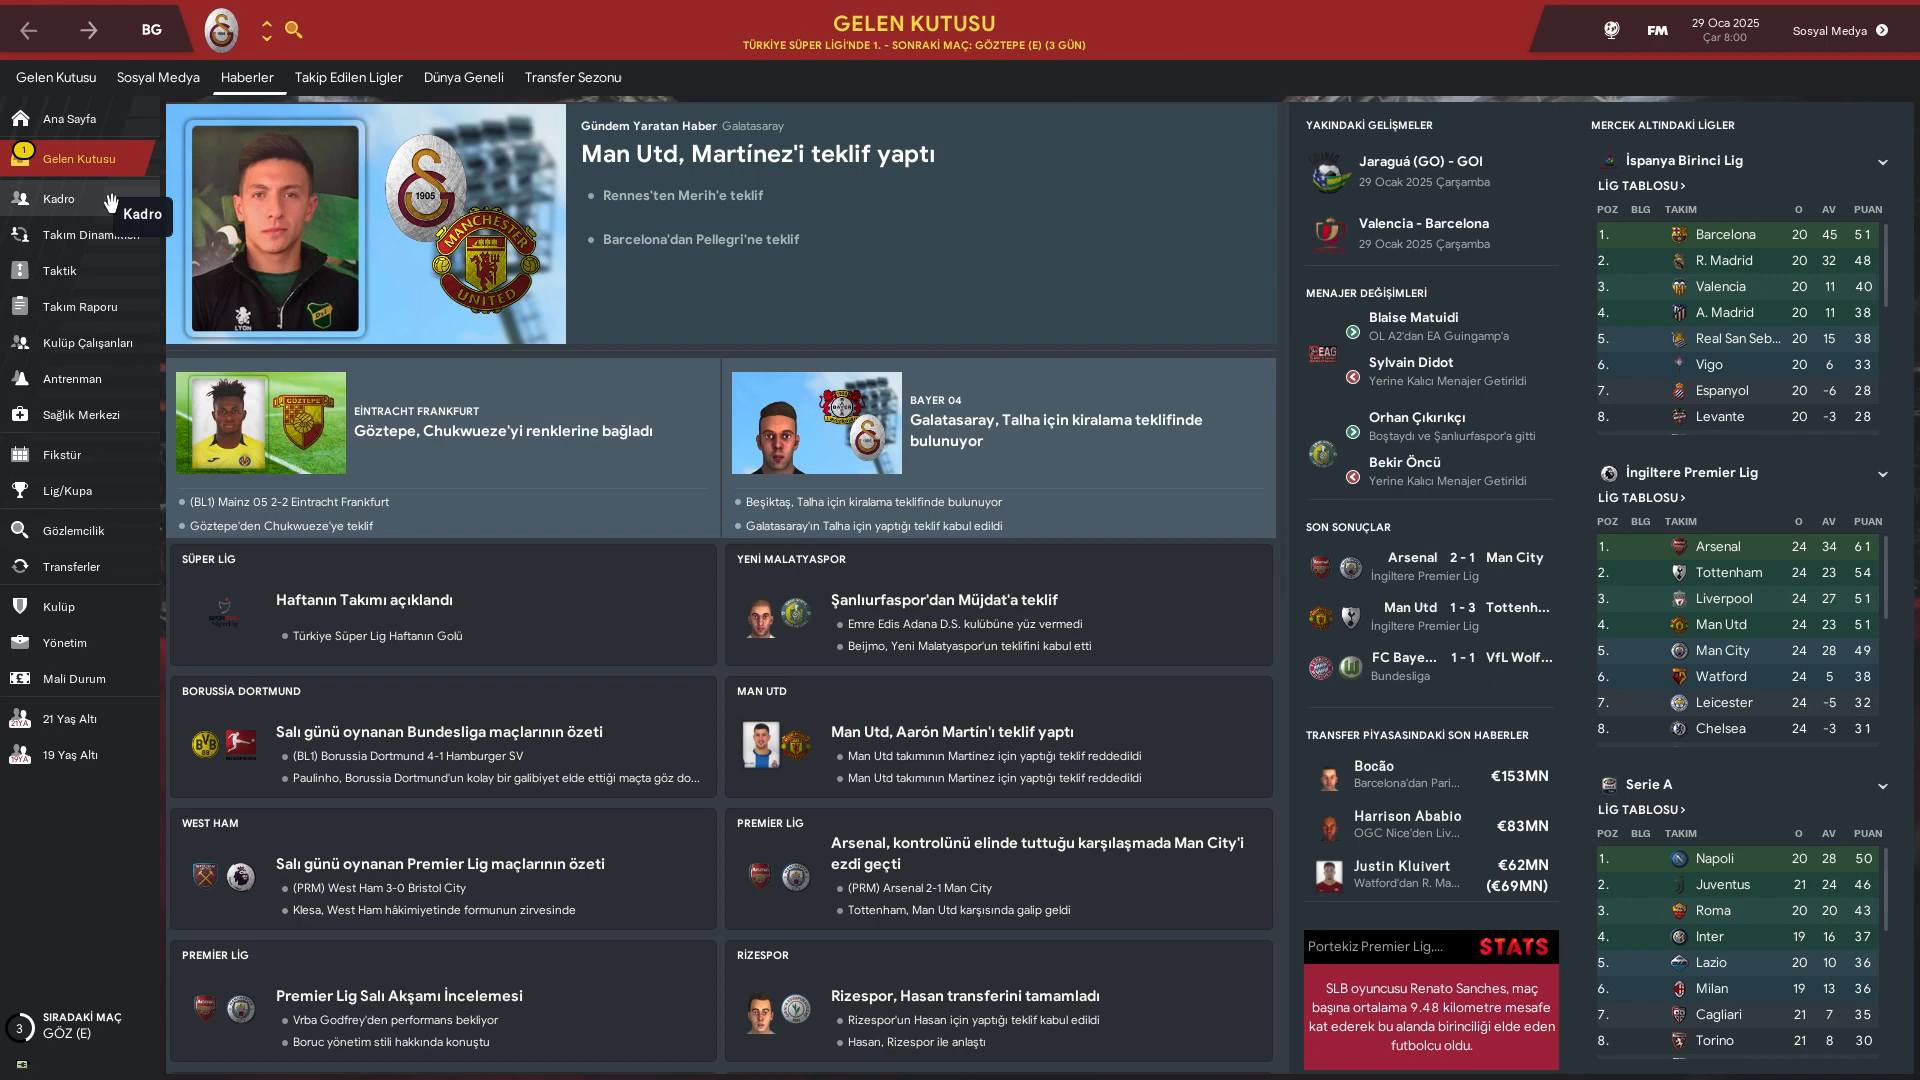 BG
GELEN KUTUSU
TÜRKİYE SÜPER LİGİ'NDE 1. - SONRAKİ MAÇ: GÖZTEPE (E) (3 GÜN)
FM
29 Oca 2025
Çar 8:00
Sosyal Medya
Gelen Kutusu
Sosyal Medya
Haberler
Takip Edilen Ligler
Dünya Geneli
Transfer Sezonu
Ana Sayfa
1
Gelen Kutusu
Kadro
Kadro
Takım Dinamikleri
Taktik
Takım Raporu
Kulüp Çalışanları
Antrenman
Sağlık Merkezi
Fikstür
Lig/Kupa
Gözlemcilik
Transferler
Kulüp
Yönetim
Mali Durum
21YA
21 Yaş Altı
19YA
19 Yaş Altı
3
SIRADAKİ MAÇ
GÖZ (E)
LYON
1905
MANCHESTER
UNITED
Gündem Yaratan Haber Galatasaray
Man Utd, Martínez'i teklif yaptı
Rennes'ten Merih'e teklif
Barcelona'dan Pellegri'ne teklif
GÖZTEPE
EİNTRACHT FRANKFURT
Göztepe, Chukwueze'yi renklerine bağladı
(BL1) Mainz 05 2-2 Eintracht Frankfurt
Göztepe'den Chukwueze'ye teklif
BAYER 04
Galatasaray, Talha için kiralama teklifinde
bulunuyor
Beşiktaş, Talha için kiralama teklifinde bulunuyor
Galatasaray'ın Talha için yaptığı teklif kabul edildi
SÜPER LİG
Haftanın Takımı açıklandı
Türkiye Süper Lig Haftanın Golü
YENİ MALATYASPOR
Şanlıurfaspor'dan Müjdat'a teklif
Emre Edis Adana D.S. kulübüne yüz vermedi
Beijmo, Yeni Malatyaspor'un teklifini kabul etti
BORUSSİA DORTMUND
BVB
09
Salı günü oynanan Bundesliga maçlarının özeti
(BL1) Borussia Dortmund 4-1 Hamburger SV
Paulinho, Borussia Dortmund'un kolay bir galibiyet elde ettiği maçta göz do...
MAN UTD
Man Utd, Aarón Martín'ı teklif yaptı
Man Utd takımının Martínez için yaptığı teklif reddedildi
Man Utd takımının Martínez için yaptığı teklif reddedildi
WEST HAM
Salı günü oynanan Premier Lig maçlarının özeti
(PRM) West Ham 3-0 Bristol City
Klesa, West Ham hâkimiyetinde formunun zirvesinde
PREMİER LİG
Arsenal, kontrolünü elinde tuttuğu karşılaşmada Man City'i
ezdi geçti
(PRM) Arsenal 2-1 Man City
Tottenham, Man Utd karşısında galip geldi
PREMİER LİG
Premier Lig Salı Akşamı İncelemesi
Vrba Godfrey'den performans bekliyor
Boruc yönetim stili hakkında konuştu
RİZESPOR
Rizespor, Hasan transferini tamamladı
Rizespor'un Hasan için yaptığı teklif kabul edildi
Hasan, Rizespor ile anlaştı
YAKINDAKİ GELİŞMELER
Jaraguá (GO) - GOI
29 Ocak 2025 Çarşamba
Valencia - Barcelona
29 Ocak 2025 Çarşamba
MENAJER DEĞİŞİMLERİ
EAG
Blaise Matuidi
OL A2'dan EA Guingamp'a
Sylvain Didot
Yerine Kalıcı Menajer Getirildi
Orhan Çıkırıkçı
Boştaydı ve Şanlıurfaspor'a gitti
Bekir Öncü
Yerine Kalıcı Menajer Getirildi
SON SONUÇLAR
Arsenal 2 - 1 Man City
İngiltere Premier Lig
Man Utd 1 - 3 Tottenh...
İngiltere Premier Lig
FC Baye... 1 - 1 VfL Wolf...
Bundesliga
TRANSFER PİYASASINDAKİ SON HABERLER
Bocão €153MN
Barcelona'dan Pari...
Harrison Ababio €83MN
OGC Nice'den Liv...
Justin Kluivert €62MN
Watford'dan R. Ma... (€69MN)
Portekiz Premier Lig,... STATS
SLB oyuncusu Renato Sanches, maç
başına ortalama 9.48 kilometre mesafe
kat ederek bu alanda birinciliği elde eden
futbolcu oldu.
MERCEK ALTINDAKİ LİGLER
İspanya Birinci Lig
LİG TABLOSU >
POZ BLG TAKIM O AV PUAN
1. Barcelona 20 45 51
2. R. Madrid 20 32 48
3. Valencia 20 11 40
4. A. Madrid 20 11 38
5. Real San Seb... 20 15 38
6. Vigo 20 6 33
7. Espanyol 20 -6 28
8. Levante 20 -3 28
İngiltere Premier Lig
LİG TABLOSU >
POZ BLG TAKIM O AV PUAN
1. Arsenal 24 34 61
2. Tottenham 24 23 54
3. Liverpool 24 27 51
4. Man Utd 24 23 51
5. Man City 24 28 49
6. Watford 24 5 38
7. Leicester 24 -5 32
8. Chelsea 24 -3 31
Serie A
LİG TABLOSU >
POZ BLG TAKIM O AV PUAN
1. Napoli 20 28 50
2. Juventus 21 24 46
3. Roma 20 20 43
4. Inter 19 16 37
5. Lazio 20 10 36
6. Milan 19 13 36
7. Cagliari 21 7 35
8. Torino 21 8 30